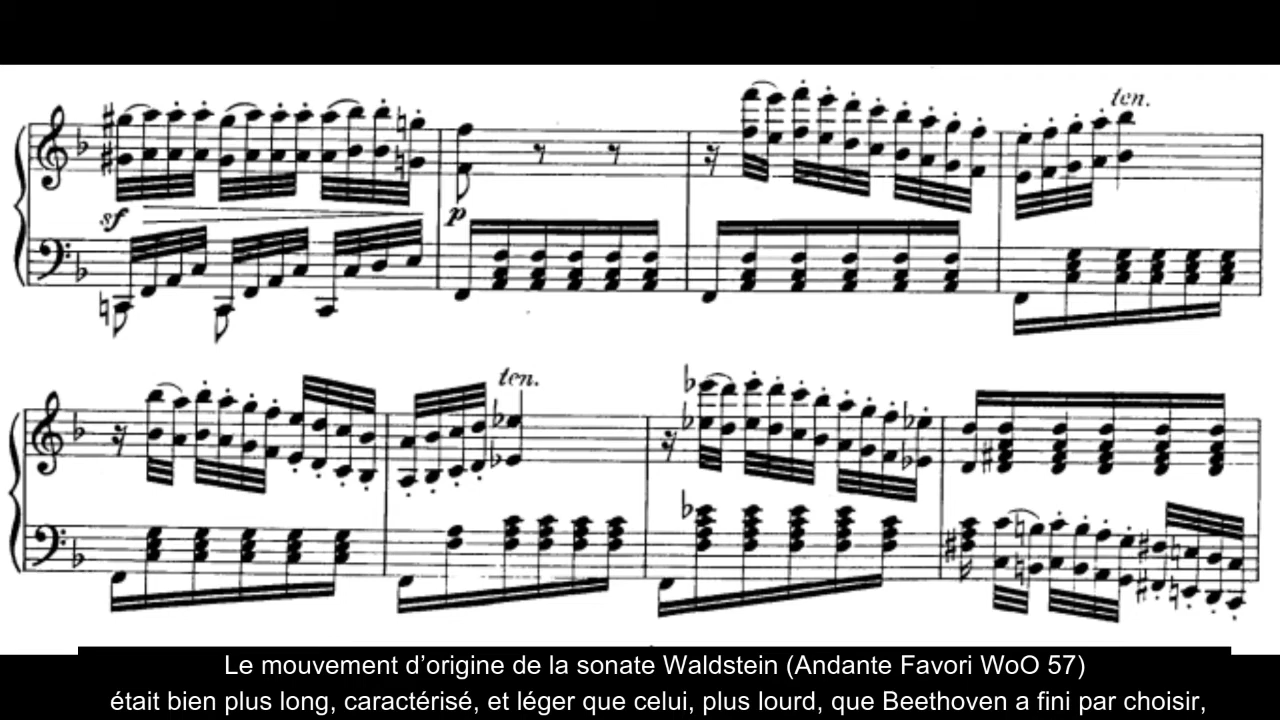 ten.
sf
p
ten.
Le mouvement d’origine de la sonate Waldstein (Andante Favori WoO 57)
était bien plus long, caractérisé, et léger que celui, plus lourd, que Beethoven a fini par choisir,